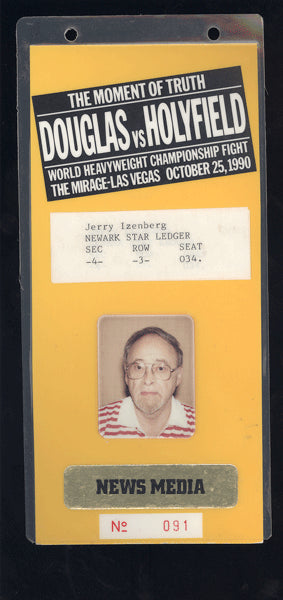 THE MOMENT OF TRUTH
DOUGLAS vs HOLYFIELD
WORLD HEAVYWEIGHT CHAMPIONSHIP FIGHT
THE MIRAGE-LAS VEGAS OCTOBER 25, 1990
Jerry Izenberg
NEWARK STAR LEDGER
SEC ROW SEAT
-4- -3- 034.
NEWS MEDIA
Nº 091